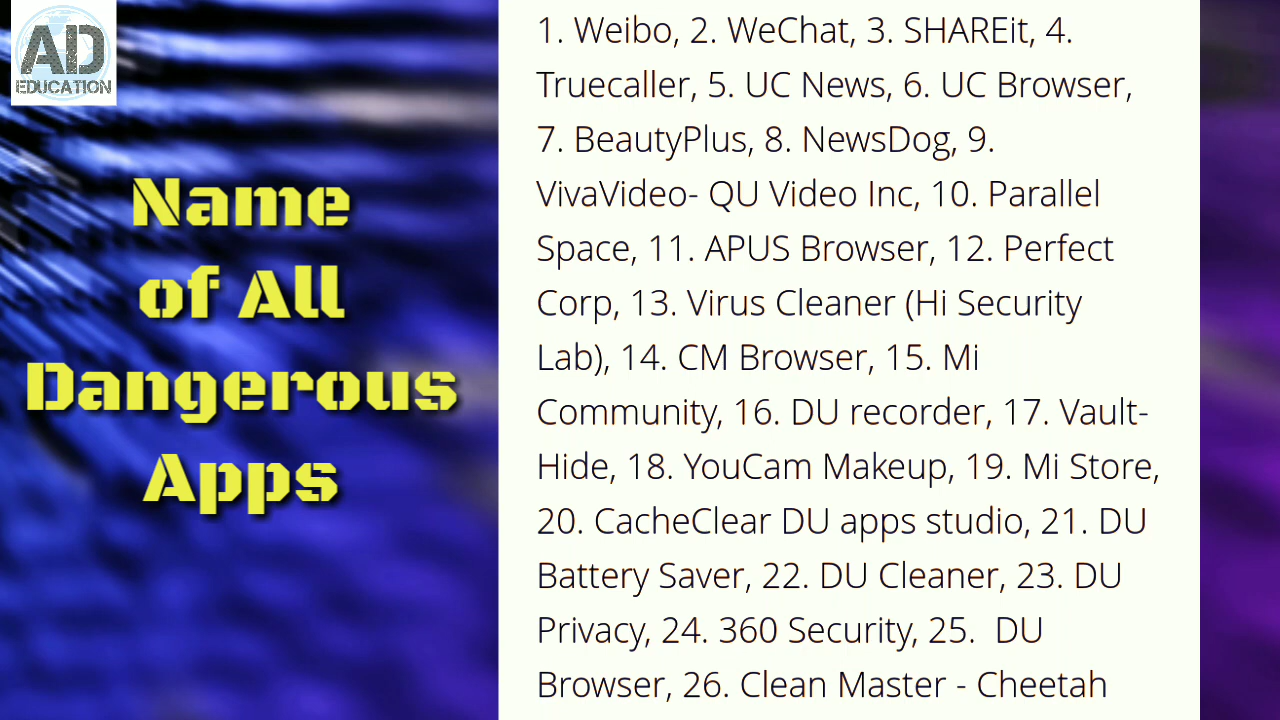 AD
EDUCATION
Name
of All
Dangerous
Apps
1. Weibo, 2. WeChat, 3. SHAREit, 4.
Truecaller, 5. UC News, 6. UC Browser,
7. BeautyPlus, 8. NewsDog, 9.
VivaVideo- QU Video Inc, 10. Parallel
Space, 11. APUS Browser, 12. Perfect
Corp, 13. Virus Cleaner (Hi Security
Lab), 14. CM Browser, 15. Mi
Community, 16. DU recorder, 17. Vault-
Hide, 18. YouCam Makeup, 19. Mi Store,
20. CacheClear DU apps studio, 21. DU
Battery Saver, 22. DU Cleaner, 23. DU
Privacy, 24. 360 Security, 25.  DU
Browser, 26. Clean Master - Cheetah